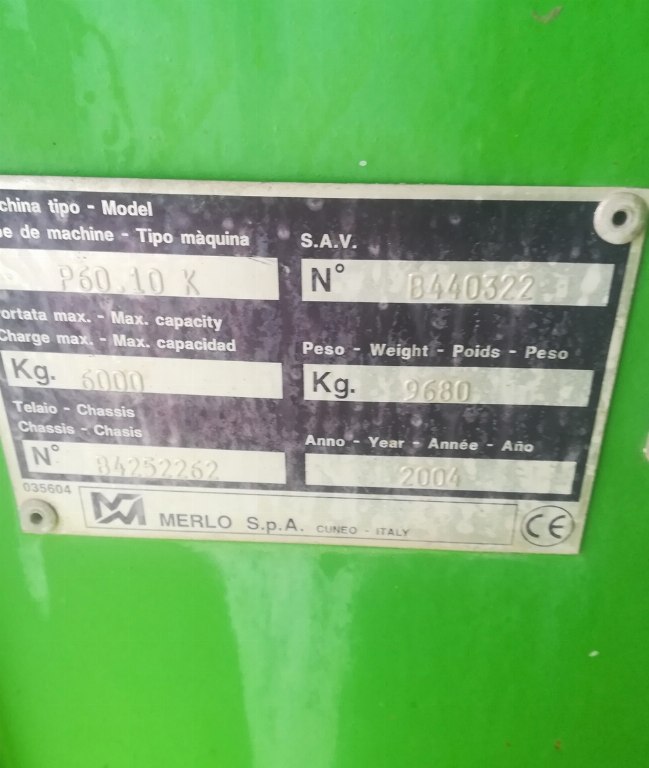 china tipo - Model
pe de machine - Tipo màquina
P60.10 K
S.A.V.
N° B440322
ortata max. - Max. capacity
Charge max. - Max. capacidad
Kg. 6000
Peso - Weight - Poids - Peso
Kg. 9680
Telaio - Chassis
Chassis - Chasis
N° B4252262
Anno - Year - Année - Año
2004
035604
MERLO S.p.A. CUNEO - ITALY
CE